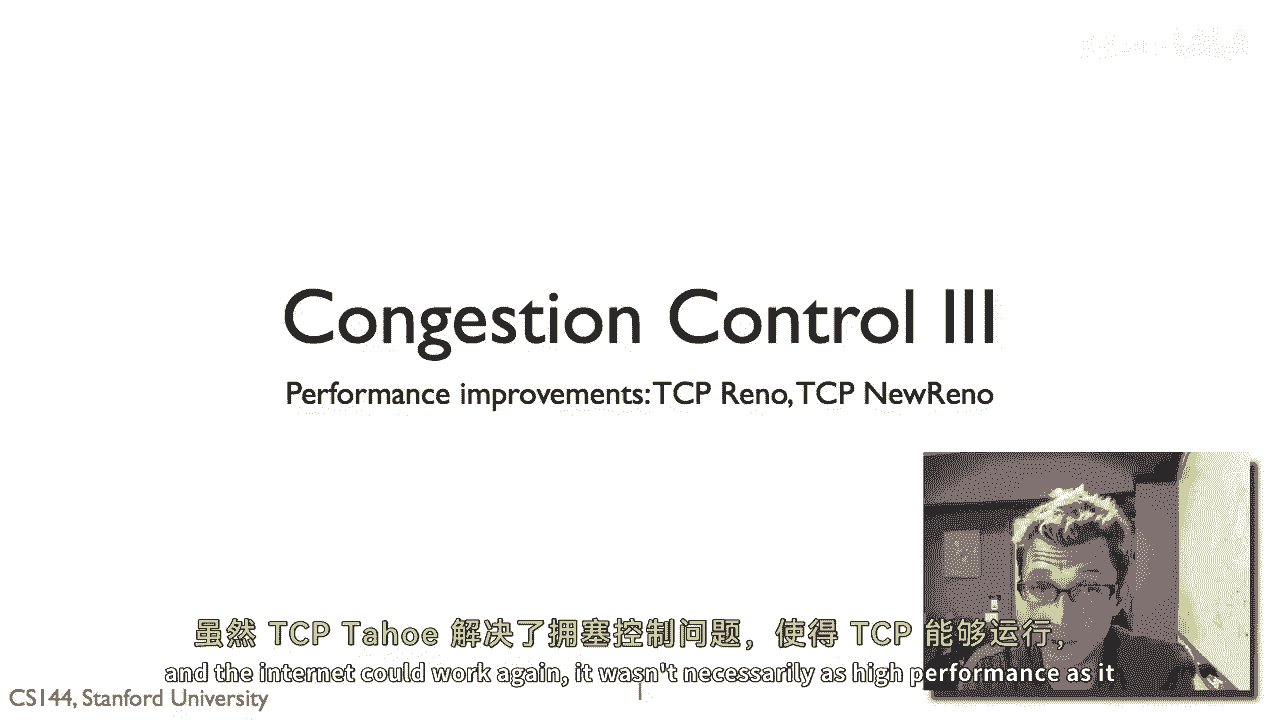 Congestion Control III
Performance improvements: TCP Reno, TCP NewReno
虽然 TCP Tahoe 解决了拥塞控制问题，使得 TCP 能够运行，
and the internet could work again, it wasn't necessarily as high performance as it
CS144, Stanford University
1